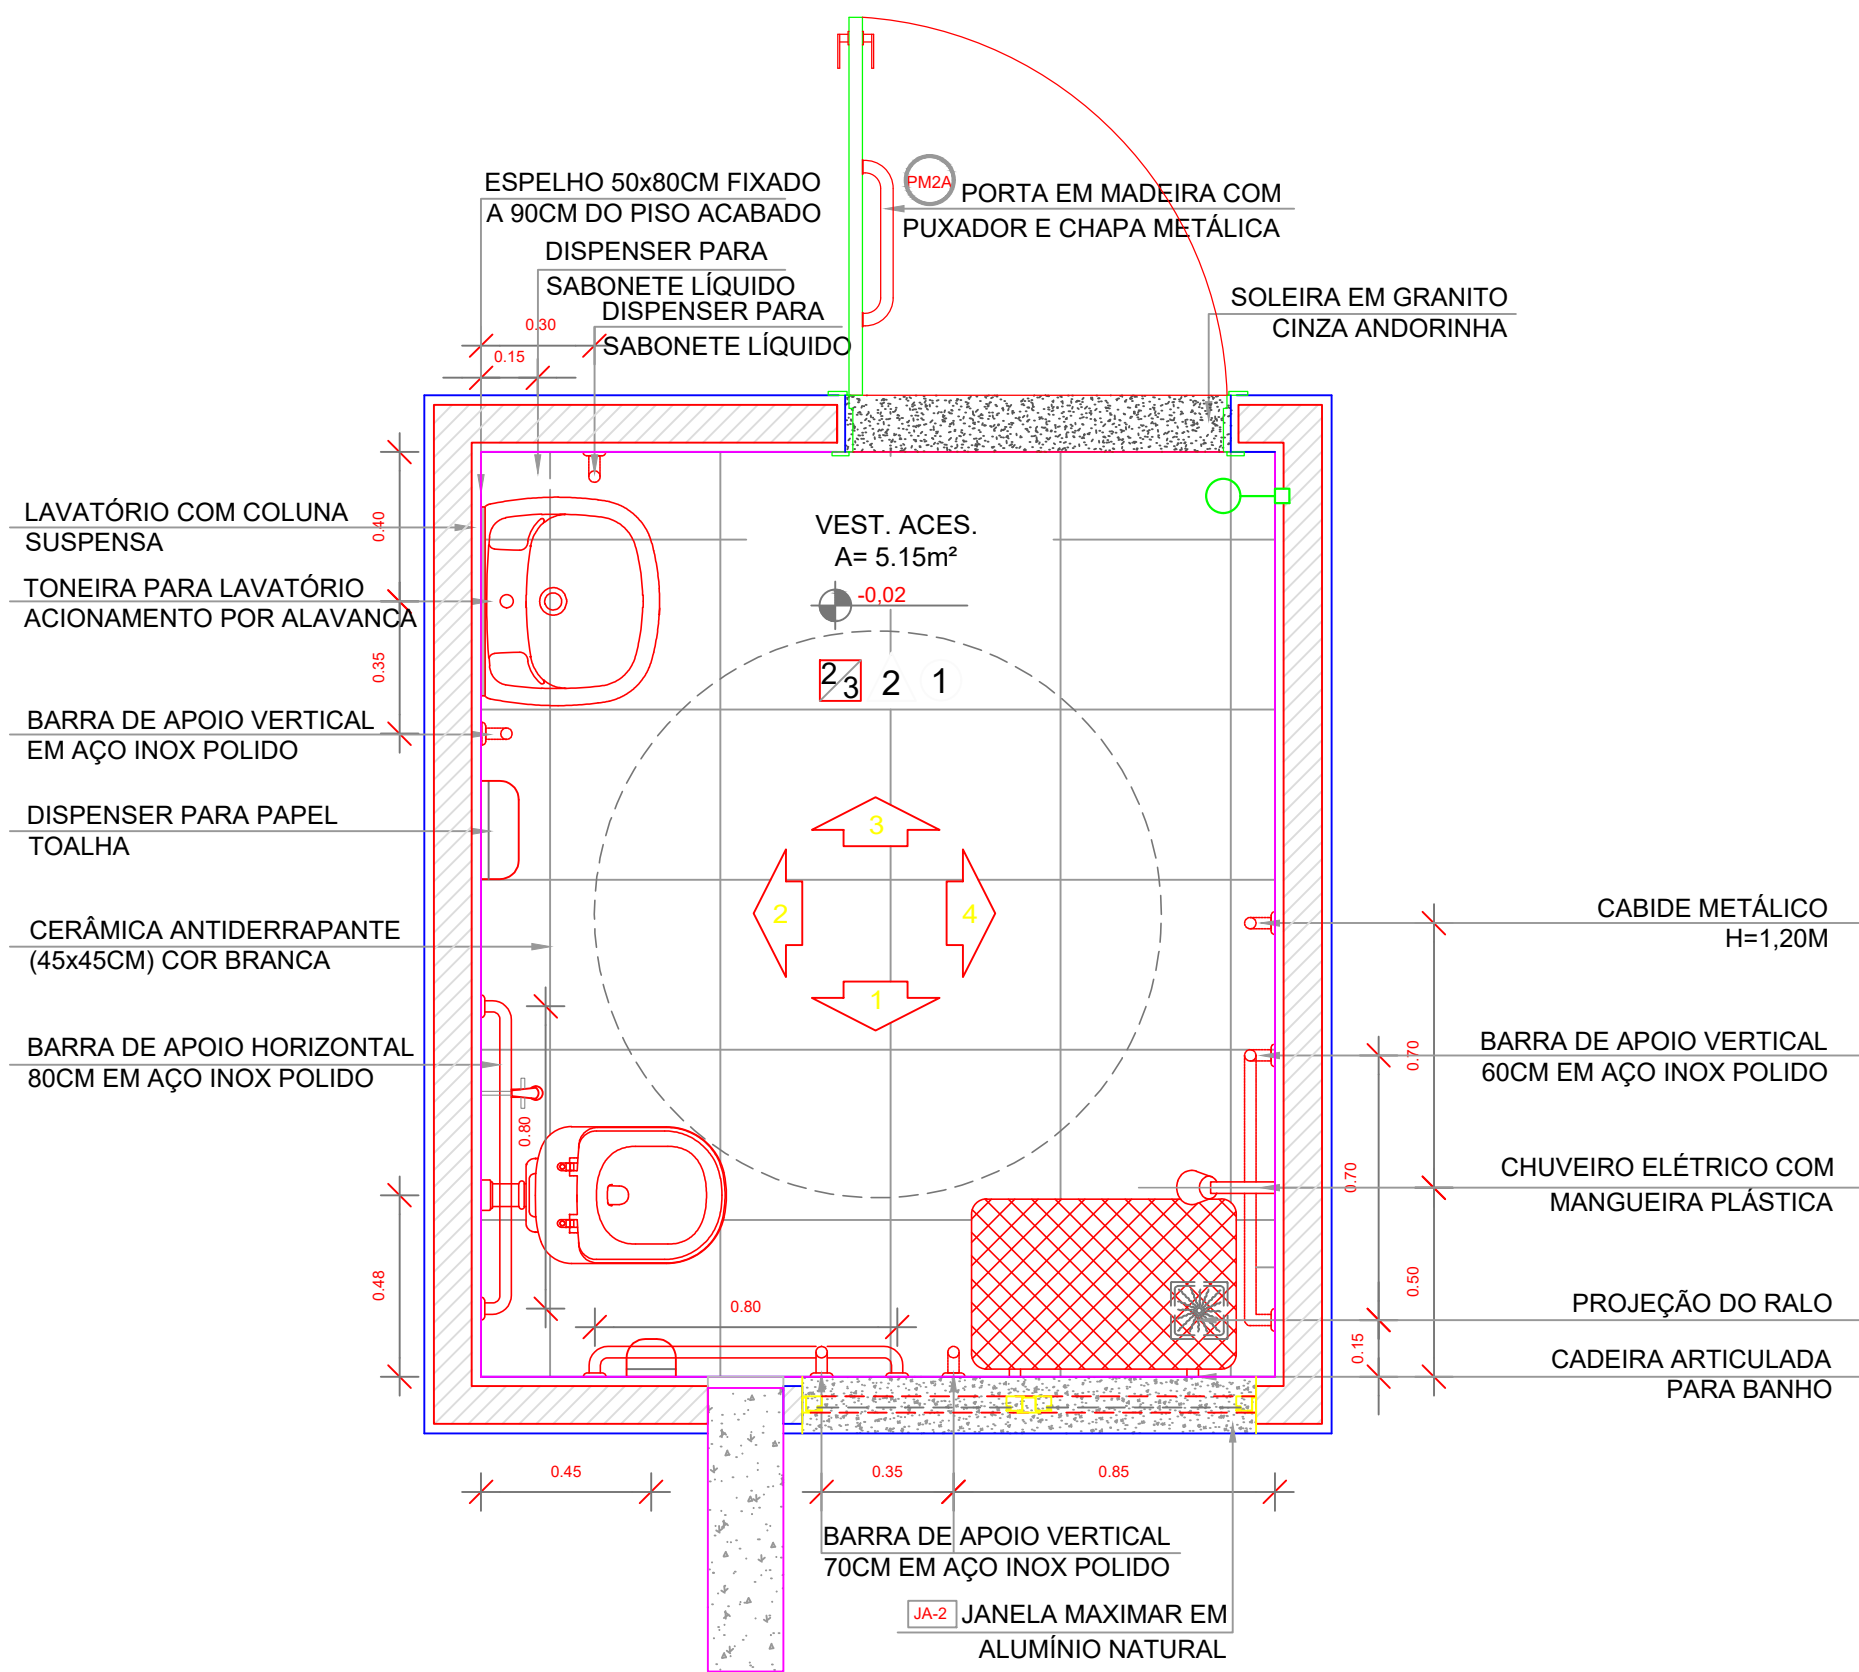 ESPELHO 50x80CM FIXADO
A 90CM DO PISO ACABADO
DISPENSER PARA
SABONETE LÍQUIDO
DISPENSER PARA
SABONETE LÍQUIDO
0.30
0.15
PM2A
PORTA EM MADEIRA COM
PUXADOR E CHAPA METÁLICA
SOLEIRA EM GRANITO
CINZA ANDORINHA
LAVATÓRIO COM COLUNA
SUSPENSA
0.40
TONEIRA PARA LAVATÓRIO
ACIONAMENTO POR ALAVANCA
0.35
BARRA DE APOIO VERTICAL
EM AÇO INOX POLIDO
DISPENSER PARA PAPEL
TOALHA
CERÂMICA ANTIDERRAPANTE
(45x45CM) COR BRANCA
BARRA DE APOIO HORIZONTAL
80CM EM AÇO INOX POLIDO
0.80
0.48
VEST. ACES.
A= 5.15m²
-0,02
2/3 2 1
3
2 4
1
0.80
CABIDE METÁLICO
H=1,20M
BARRA DE APOIO VERTICAL
60CM EM AÇO INOX POLIDO
0.70
0.70
CHUVEIRO ELÉTRICO COM
MANGUEIRA PLÁSTICA
0.50
PROJEÇÃO DO RALO
0.15
CADEIRA ARTICULADA
PARA BANHO
0.45
0.35
0.85
BARRA DE APOIO VERTICAL
70CM EM AÇO INOX POLIDO
JA-2
JANELA MAXIMAR EM
ALUMÍNIO NATURAL